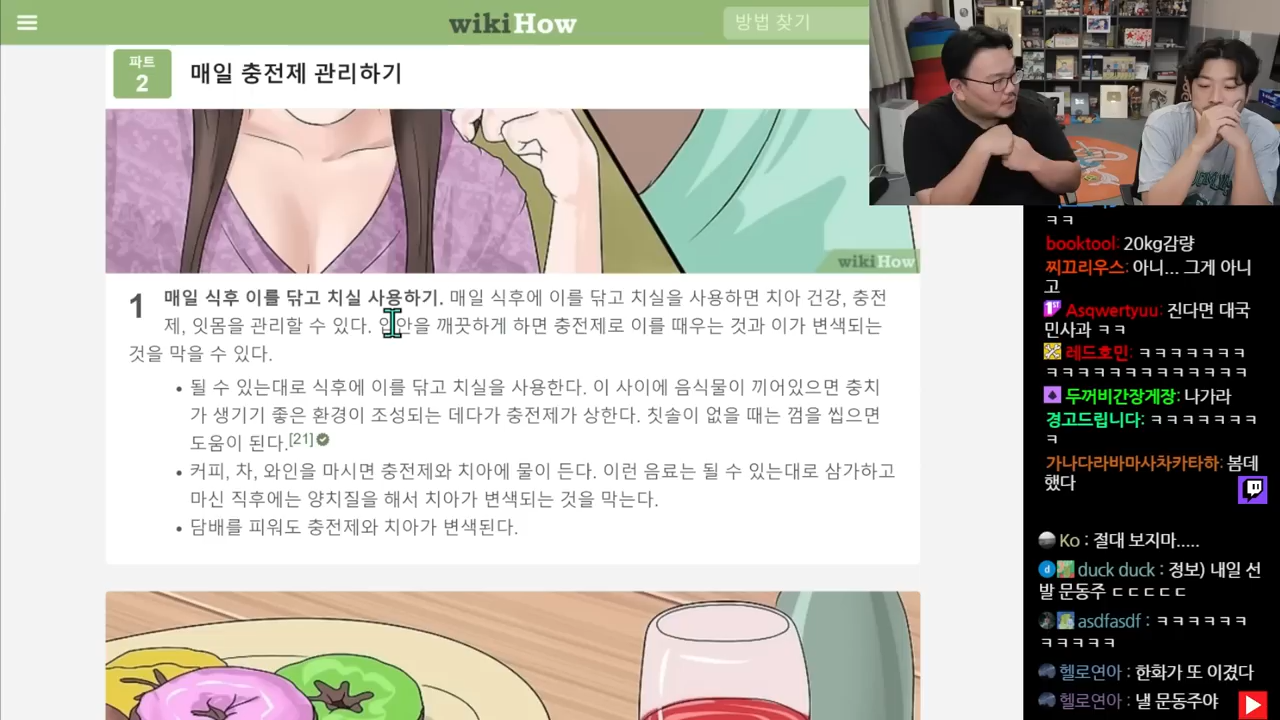 wikiHow
방법 찾기
파트
2
매일 충전제 관리하기
wikiHow
1
매일 식후 이를 닦고 치실 사용하기. 매일 식후에 이를 닦고 치실을 사용하면 치아 건강, 충전
제, 잇몸을 관리할 수 있다. 입안을 깨끗하게 하면 충전제로 이를 때우는 것과 이가 변색되는
것을 막을 수 있다.
• 될 수 있는대로 식후에 이를 닦고 치실을 사용한다. 이 사이에 음식물이 끼어있으면 충치
가 생기기 좋은 환경이 조성되는 데다가 충전제가 상한다. 칫솔이 없을 때는 껌을 씹으면
도움이 된다.[21]
• 커피, 차, 와인을 마시면 충전제와 치아에 물이 든다. 이런 음료는 될 수 있는대로 삼가하고
마신 직후에는 양치질을 해서 치아가 변색되는 것을 막는다.
• 담배를 피워도 충전제와 치아가 변색된다.
ㅋㅋ
booktool: 20kg감량
찌끄리우스: 아니... 그게 아니
고
Asqwertyuu: 진다면 대국
민사과 ㅋㅋ
레드호민: ㅋㅋㅋㅋㅋㅋㅋ
ㅋㅋㅋㅋㅋㅋㅋㅋㅋㅋㅋㅋㅋ
두꺼비간장게장: 나가라
경고드립니다: ㅋㅋㅋㅋㅋㅋㅋ
ㅋ
가나다라바마사차카타하: 봄데
했다
Ko : 절대 보지마.....
duck duck : 정보) 내일 선
발 문동주 ㄷㄷㄷㄷㄷ
asdfasdf : ㅋㅋㅋㅋㅋㅋ
ㅋㅋㅋㅋㅋ
헬로연아 : 한화가 또 이겼다
헬로연아 : 낼 문동주야